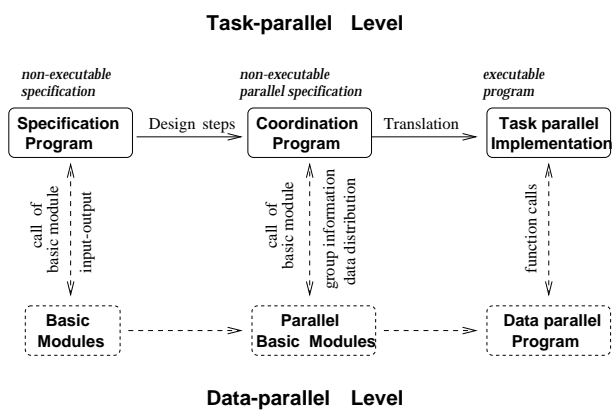 Task-parallel Level
non-executable
specification
non-executable
parallel specification
executable
program
Specification
Program
Design steps
Coordination
Program
Translation
Task parallel
Implementation
call of
basic module
input-output
call of
basic module
group information
data distribution
function calls
Basic
Modules
Parallel
Basic Modules
Data parallel
Program
Data-parallel Level